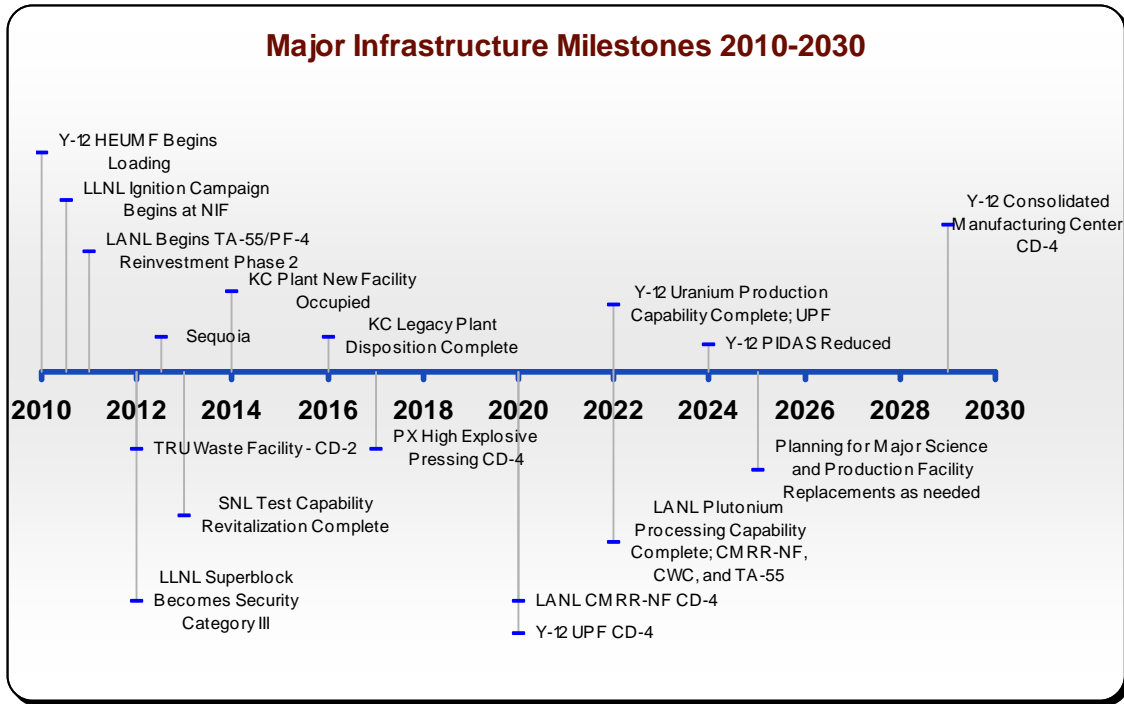 Major Infrastructure Milestones 2010-2030
Y-12 HEUMF Begins
Loading
LLNL Ignition Campaign
Begins at NIF
LANL Begins TA-55/PF-4
Reinvestment Phase 2
KC Plant New Facility
Occupied
Sequoia
KC Legacy Plant
Disposition Complete
Y-12 Uranium Production
Capability Complete; UPF
Y-12 PIDAS Reduced
Y-12 Consolidated
Manufacturing Center
CD-4
2010 2012 2014 2016 2018 2020 2022 2024 2026 2028 2030
TRU Waste Facility - CD-2
SNL Test Capability
Revitalization Complete
LLNL Superblock
Becomes Security
Category III
PX High Explosive
Pressing CD-4
LANL CMRR-NF CD-4
Y-12 UPF CD-4
LANL Plutonium
Processing Capability
Complete; CMRR-NF,
CWC, and TA-55
Planning for Major Science
and Production Facility
Replacements as needed